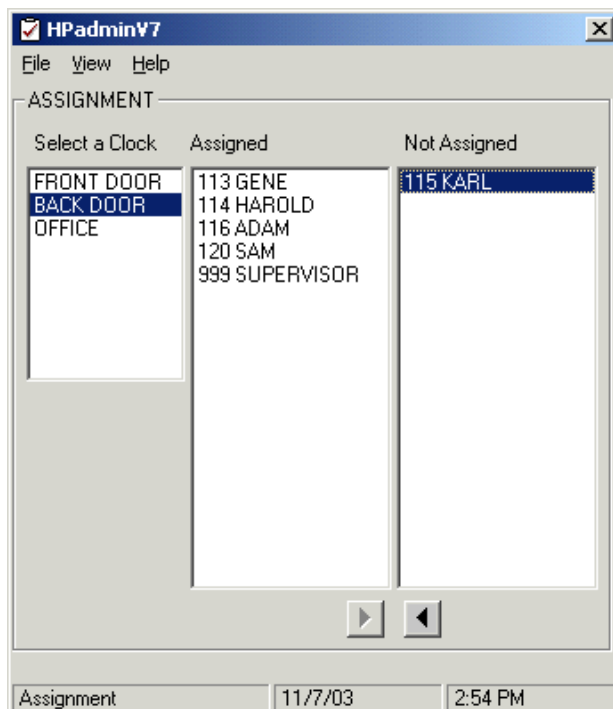 HPadminV7
File View Help
ASSIGNMENT
Select a Clock Assigned Not Assigned
FRONT DOOR 113 GENE 115 KARL
BACK DOOR 114 HAROLD
OFFICE 116 ADAM
120 SAM
999 SUPERVISOR
Assignment 11/7/03 2:54 PM